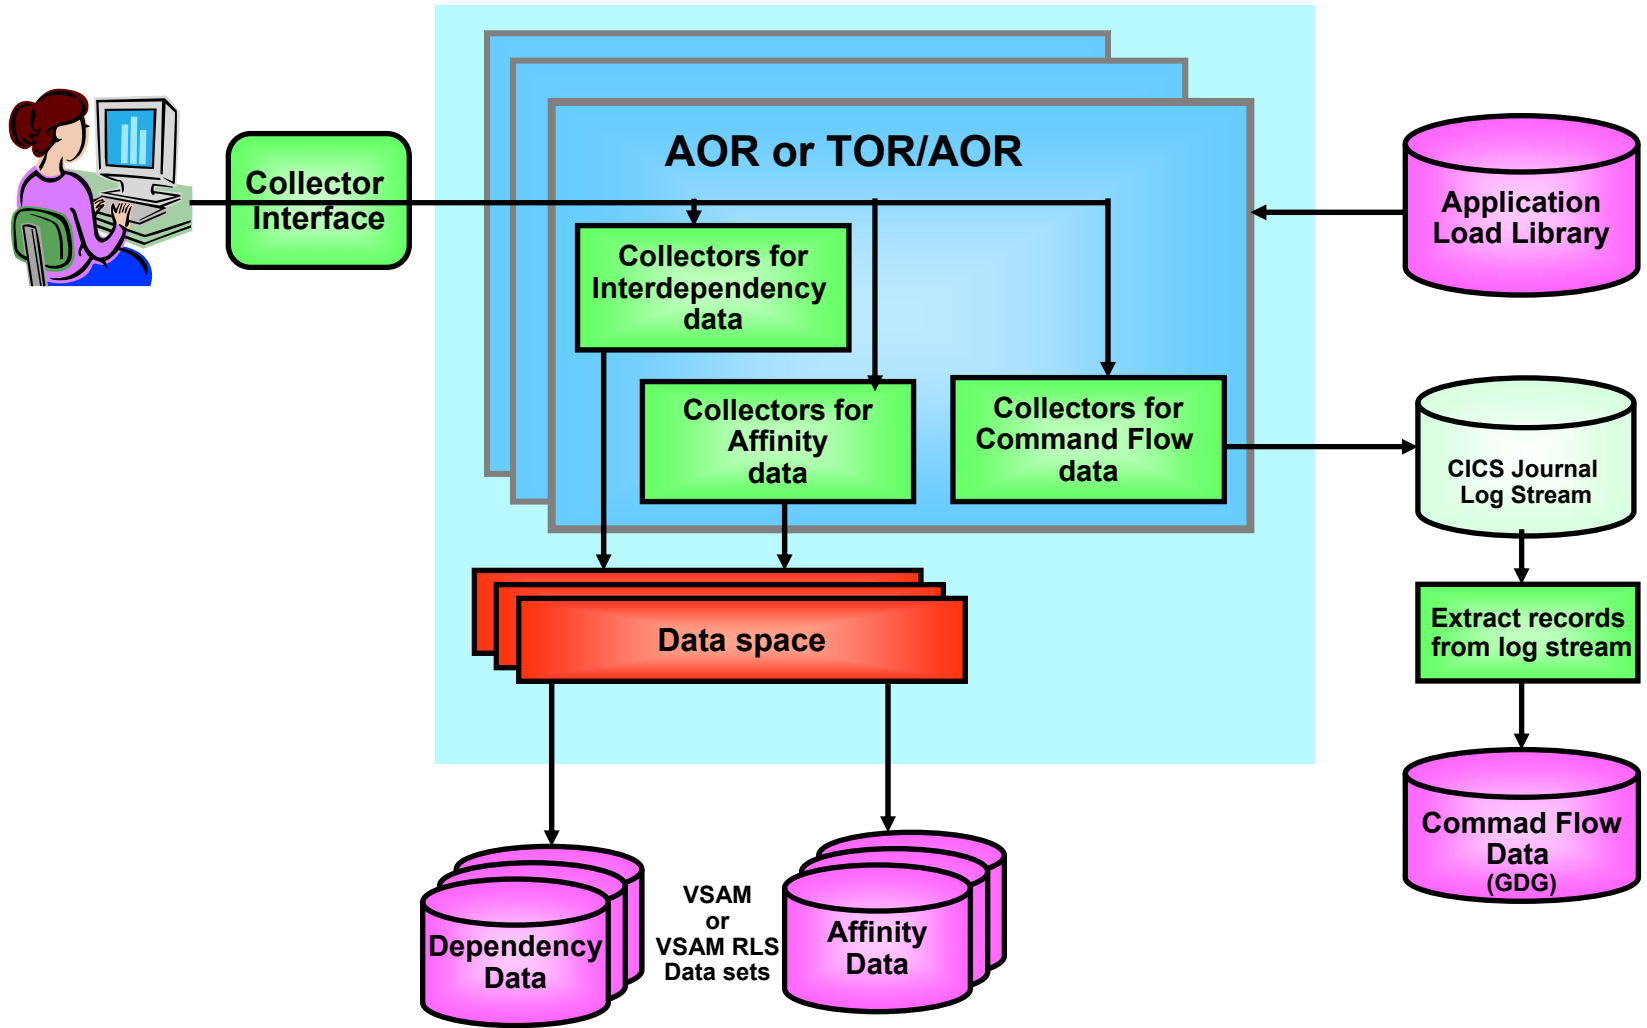 AOR or TOR/AOR
Collector
Interface
Application
Load Library
Collectors for
Interdependency
data
Collectors for
Affinity
data
Collectors for
Command Flow
data
CICS Journal
Log Stream
Extract records
from log stream
Data space
Commad Flow
Data
(GDG)
Dependency
Data
VSAM
or
VSAM RLS
Data sets
Affinity
Data